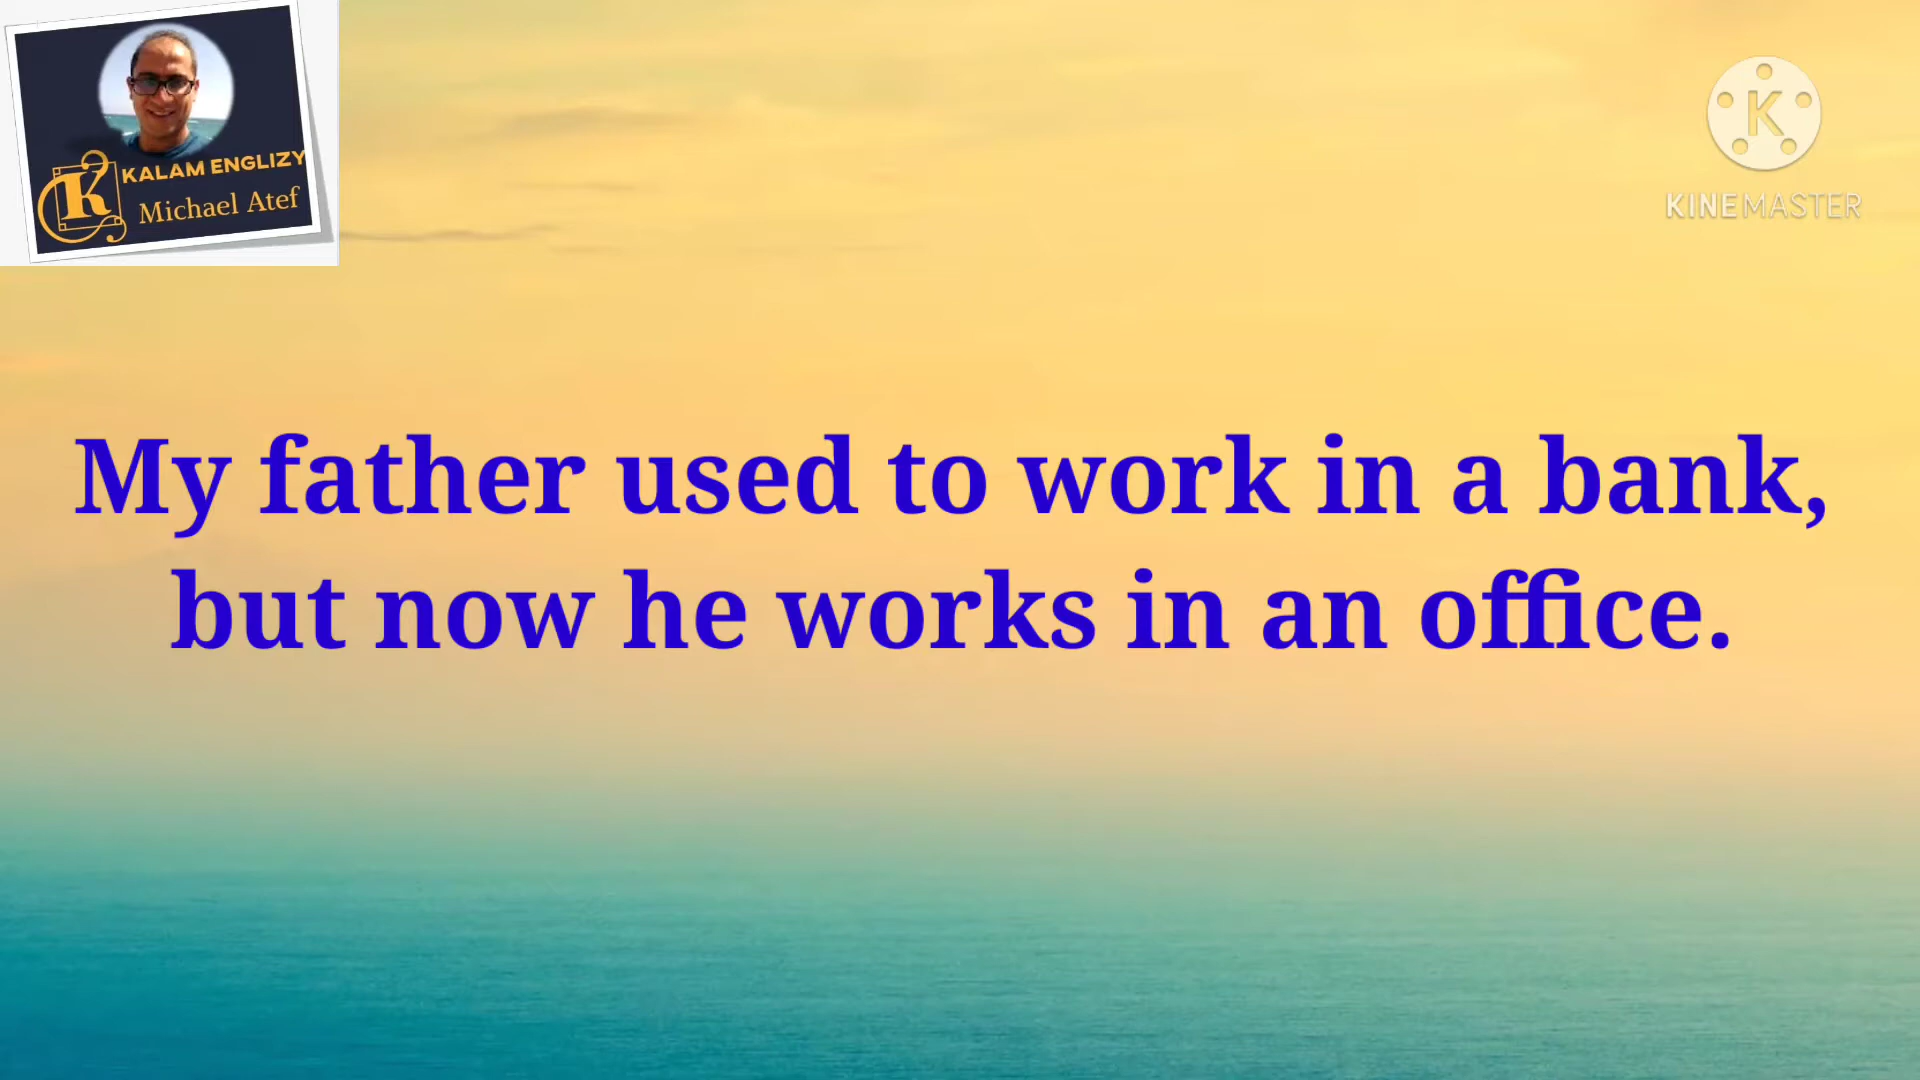 KALAM ENGLIZY
Michael Atef
K
KINEMASTER
My father used to work in a bank,
but now he works in an office.